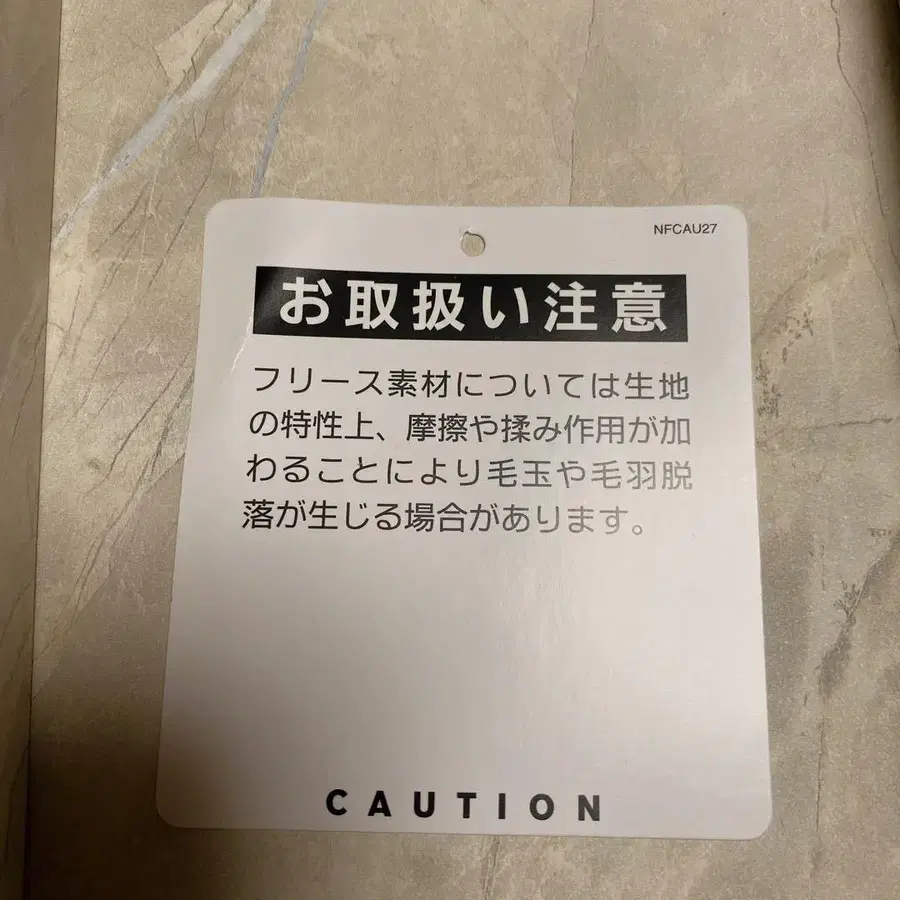 NFCAU27
お取扱い注意
フリース素材については生地
の特性上、摩擦や揉み作用が加
わることにより毛玉や毛羽脱
落が生じる場合があります。
CAUTION